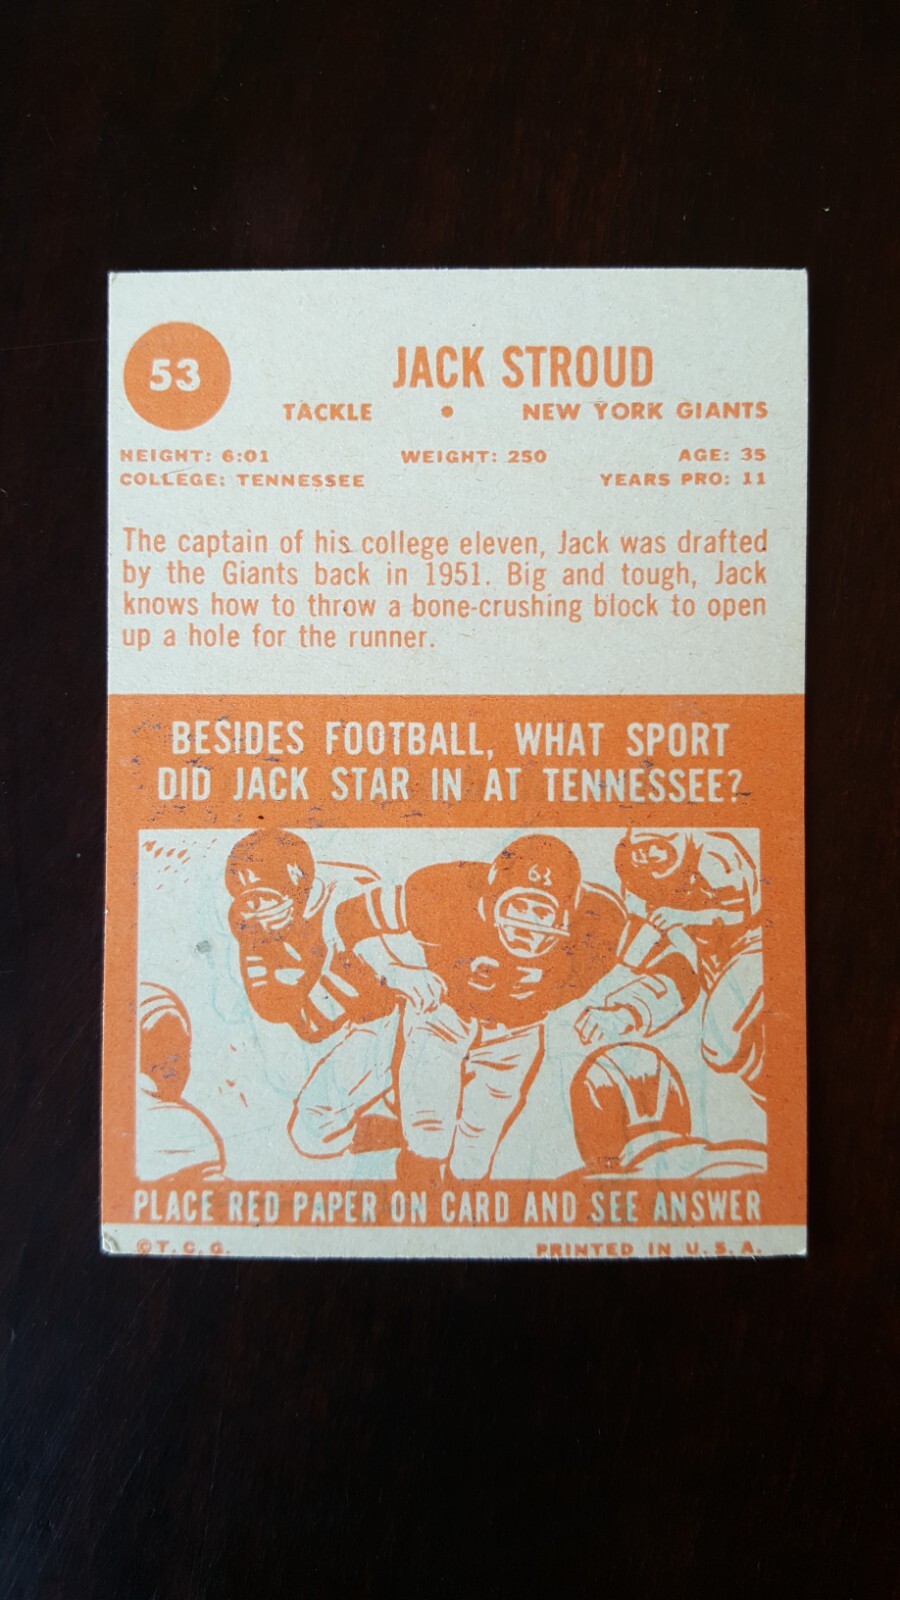 53
JACK STROUD
TACKLE • NEW YORK GIANTS
HEIGHT: 6:01 WEIGHT: 250 AGE: 35
COLLEGE: TENNESSEE YEARS PRO: 11
The captain of his college eleven, Jack was drafted
by the Giants back in 1951. Big and tough, Jack
knows how to throw a bone-crushing block to open
up a hole for the runner.
BESIDES FOOTBALL, WHAT SPORT
DID JACK STAR IN AT TENNESSEE?
PLACE RED PAPER ON CARD AND SEE ANSWER
©T.C.G. PRINTED IN U.S.A.